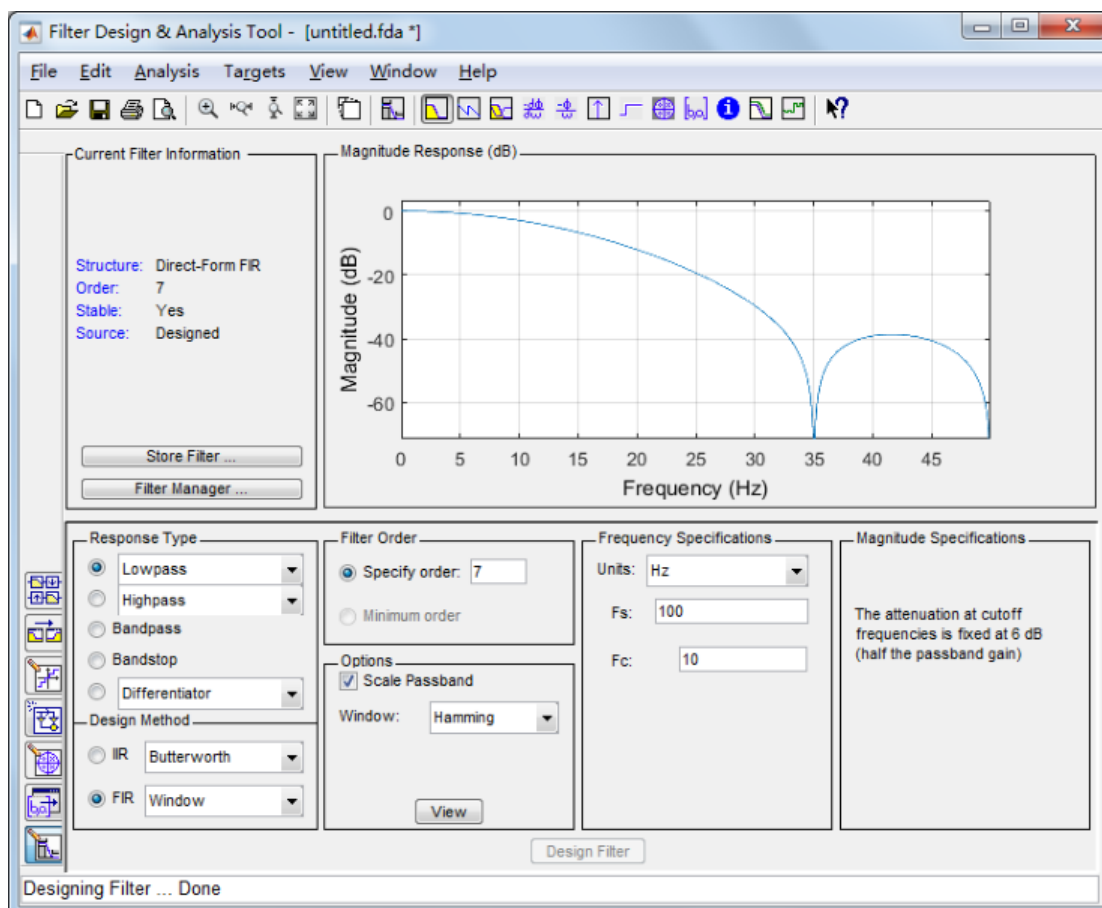 Filter Design & Analysis Tool - [untitled.fda *]
File Edit Analysis Targets View Window Help
Current Filter Information
Structure: Direct-Form FIR
Order: 7
Stable: Yes
Source: Designed
Store Filter ...
Filter Manager ...
Magnitude Response (dB)
Magnitude (dB)
0
-20
-40
-60
0 5 10 15 20 25 30 35 40 45
Frequency (Hz)
Response Type
Lowpass
Highpass
Bandpass
Bandstop
Differentiator
Design Method
IIR Butterworth
FIR Window
Filter Order
Specify order: 7
Minimum order
Options
Scale Passband
Window: Hamming
View
Frequency Specifications
Units: Hz
Fs: 100
Fc: 10
Magnitude Specifications
The attenuation at cutoff
frequencies is fixed at 6 dB
(half the passband gain)
Design Filter
Designing Filter ... Done